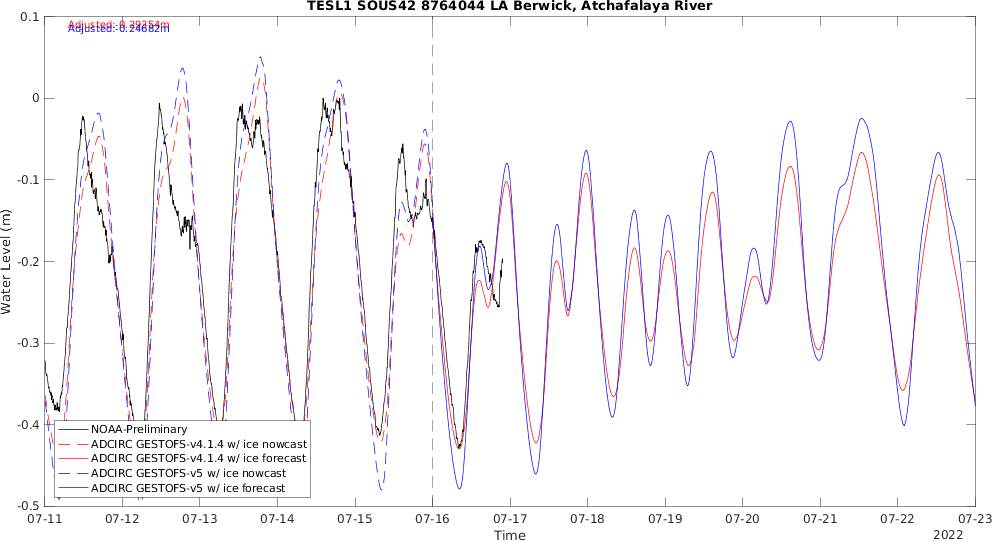 TESL1 SOUS42 8764044 LA Berwick, Atchafalaya River
Adjusted:-0.24682m
0.1
0
-0.1
-0.2
-0.3
-0.4
-0.5
Water Level (m)
NOAA-Preliminary
ADCIRC GESTOFS-v4.1.4 w/ ice nowcast
ADCIRC GESTOFS-v4.1.4 w/ ice forecast
ADCIRC GESTOFS-v5 w/ ice nowcast
ADCIRC GESTOFS-v5 w/ ice forecast
07-11 07-12 07-13 07-14 07-15 07-16 07-17 07-18 07-19 07-20 07-21 07-22 07-23
Time
2022